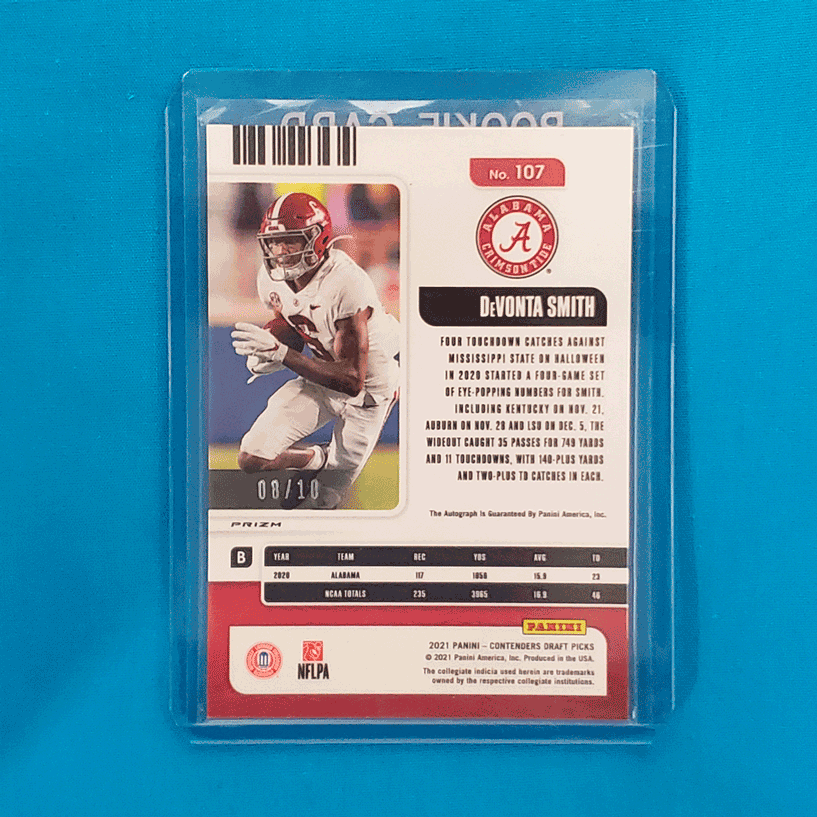 ROOKIE CARD
No. 107
ALABAMA
A
CRIMSON TIDE
DeVONTA SMITH
FOUR TOUCHDOWN CATCHES AGAINST
MISSISSIPPI STATE ON HALLOWEEN
IN 2020 STARTED A FOUR-GAME SET
OF EYE-POPPING NUMBERS FOR SMITH.
INCLUDING KENTUCKY ON NOV. 21,
AUBURN ON NOV. 28 AND LSU ON DEC. 5, THE
WIDEOUT CAUGHT 35 PASSES FOR 749 YARDS
AND 11 TOUCHDOWNS, WITH 140-PLUS YARDS
AND TWO-PLUS TD CATCHES IN EACH.
08/10
The Autograph Is Guaranteed By Panini America, Inc.
PRIZM
B
YEAR TEAM REC YDS AVG TD
2020 ALABAMA 117 1856 15.9 23
NCAA TOTALS 235 3965 16.9 46
PANINI
NFLPA
2021 PANINI – CONTENDERS DRAFT PICKS
© 2021 Panini America, Inc. Produced in the USA.
The collegiate indicia used herein are trademarks
owned by the respective collegiate institutions.